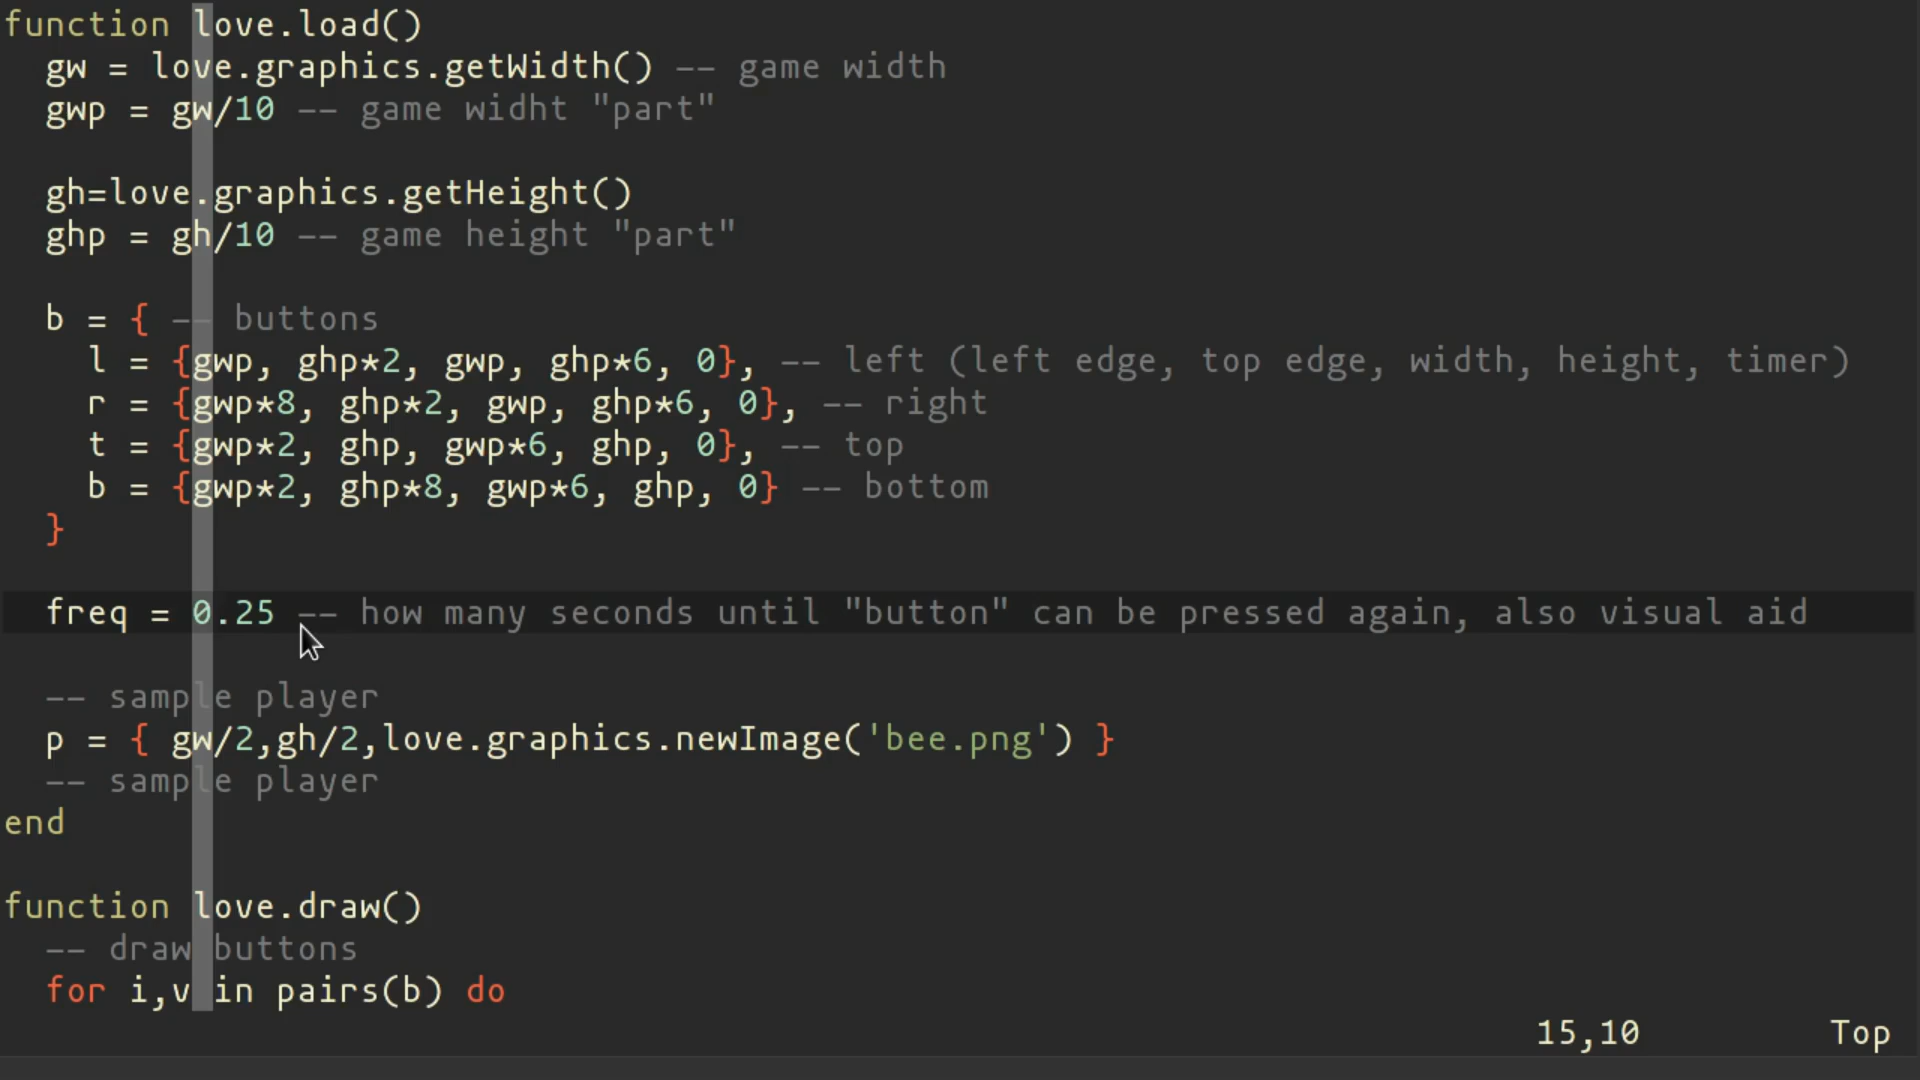 function love.load()
  gw = love.graphics.getWidth() -- game width
  gwp = gw/10 -- game widht "part"

  gh=love.graphics.getHeight()
  ghp = gh/10 -- game height "part"

  b = { -- buttons
    l = {gwp, ghp*2, gwp, ghp*6, 0}, -- left (left edge, top edge, width, height, timer)
    r = {gwp*8, ghp*2, gwp, ghp*6, 0}, -- right
    t = {gwp*2, ghp, gwp*6, ghp, 0}, -- top
    b = {gwp*2, ghp*8, gwp*6, ghp, 0} -- bottom
  }

  freq = 0.25 -- how many seconds until "button" can be pressed again, also visual aid

  -- sample player
  p = { gw/2,gh/2,love.graphics.newImage('bee.png') }
  -- sample player
end

function love.draw()
  -- draw buttons
  for i,v in pairs(b) do
15,10 Top